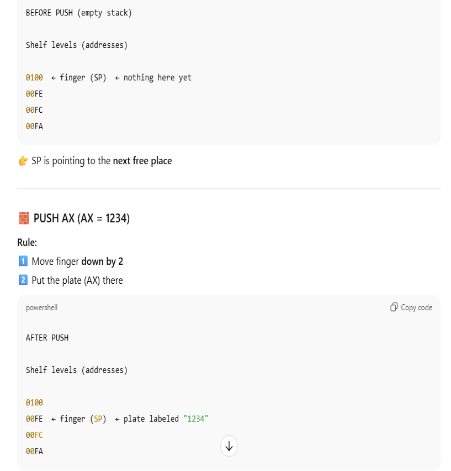 BEFORE PUSH (empty stack)
Shelf levels (addresses)
0100 ← finger (SP) ← nothing here yet
00FE
00FC
00FA
👉 SP is pointing to the next free place
🧱 PUSH AX (AX = 1234)
Rule:
1️⃣ Move finger down by 2
2️⃣ Put the plate (AX) there
powershell
Copy code
AFTER PUSH
Shelf levels (addresses)
0100
00FE ← finger (SP) ← plate labeled "1234"
00FC
00FA